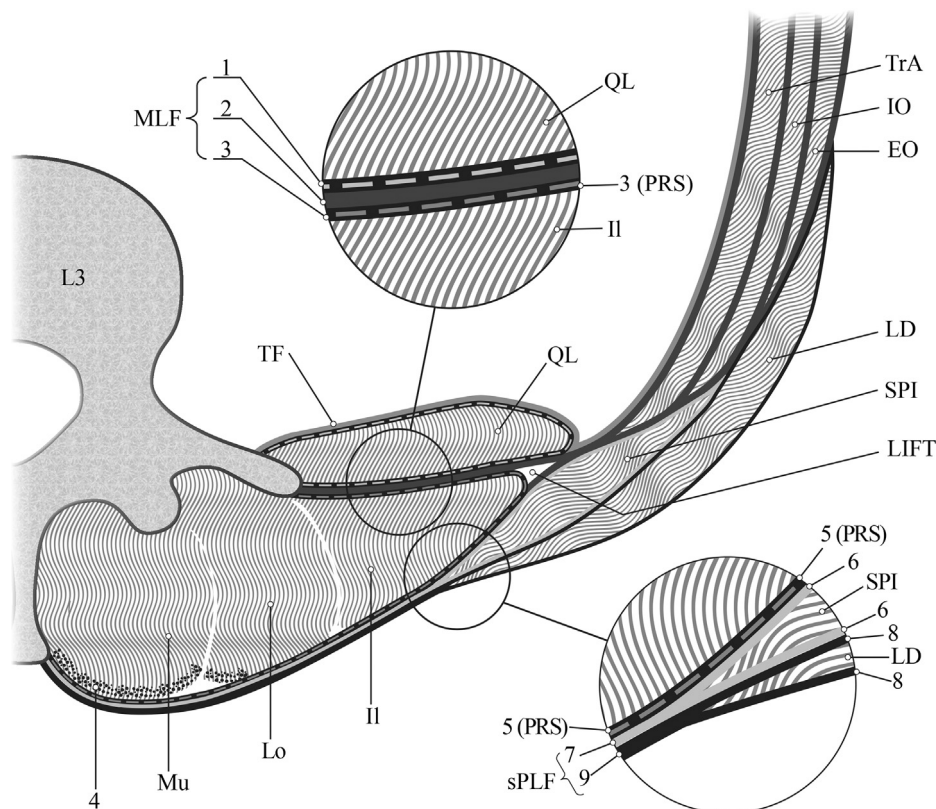 TrA
IO
EO
1
MLF
2
3
QL
3 (PRS)
Il
L3
LD
TF
QL
SPI
LIFT
5 (PRS)
6
SPI
6
8
LD
8
5 (PRS)
7
sPLF
9
Il
Lo
Mu
4